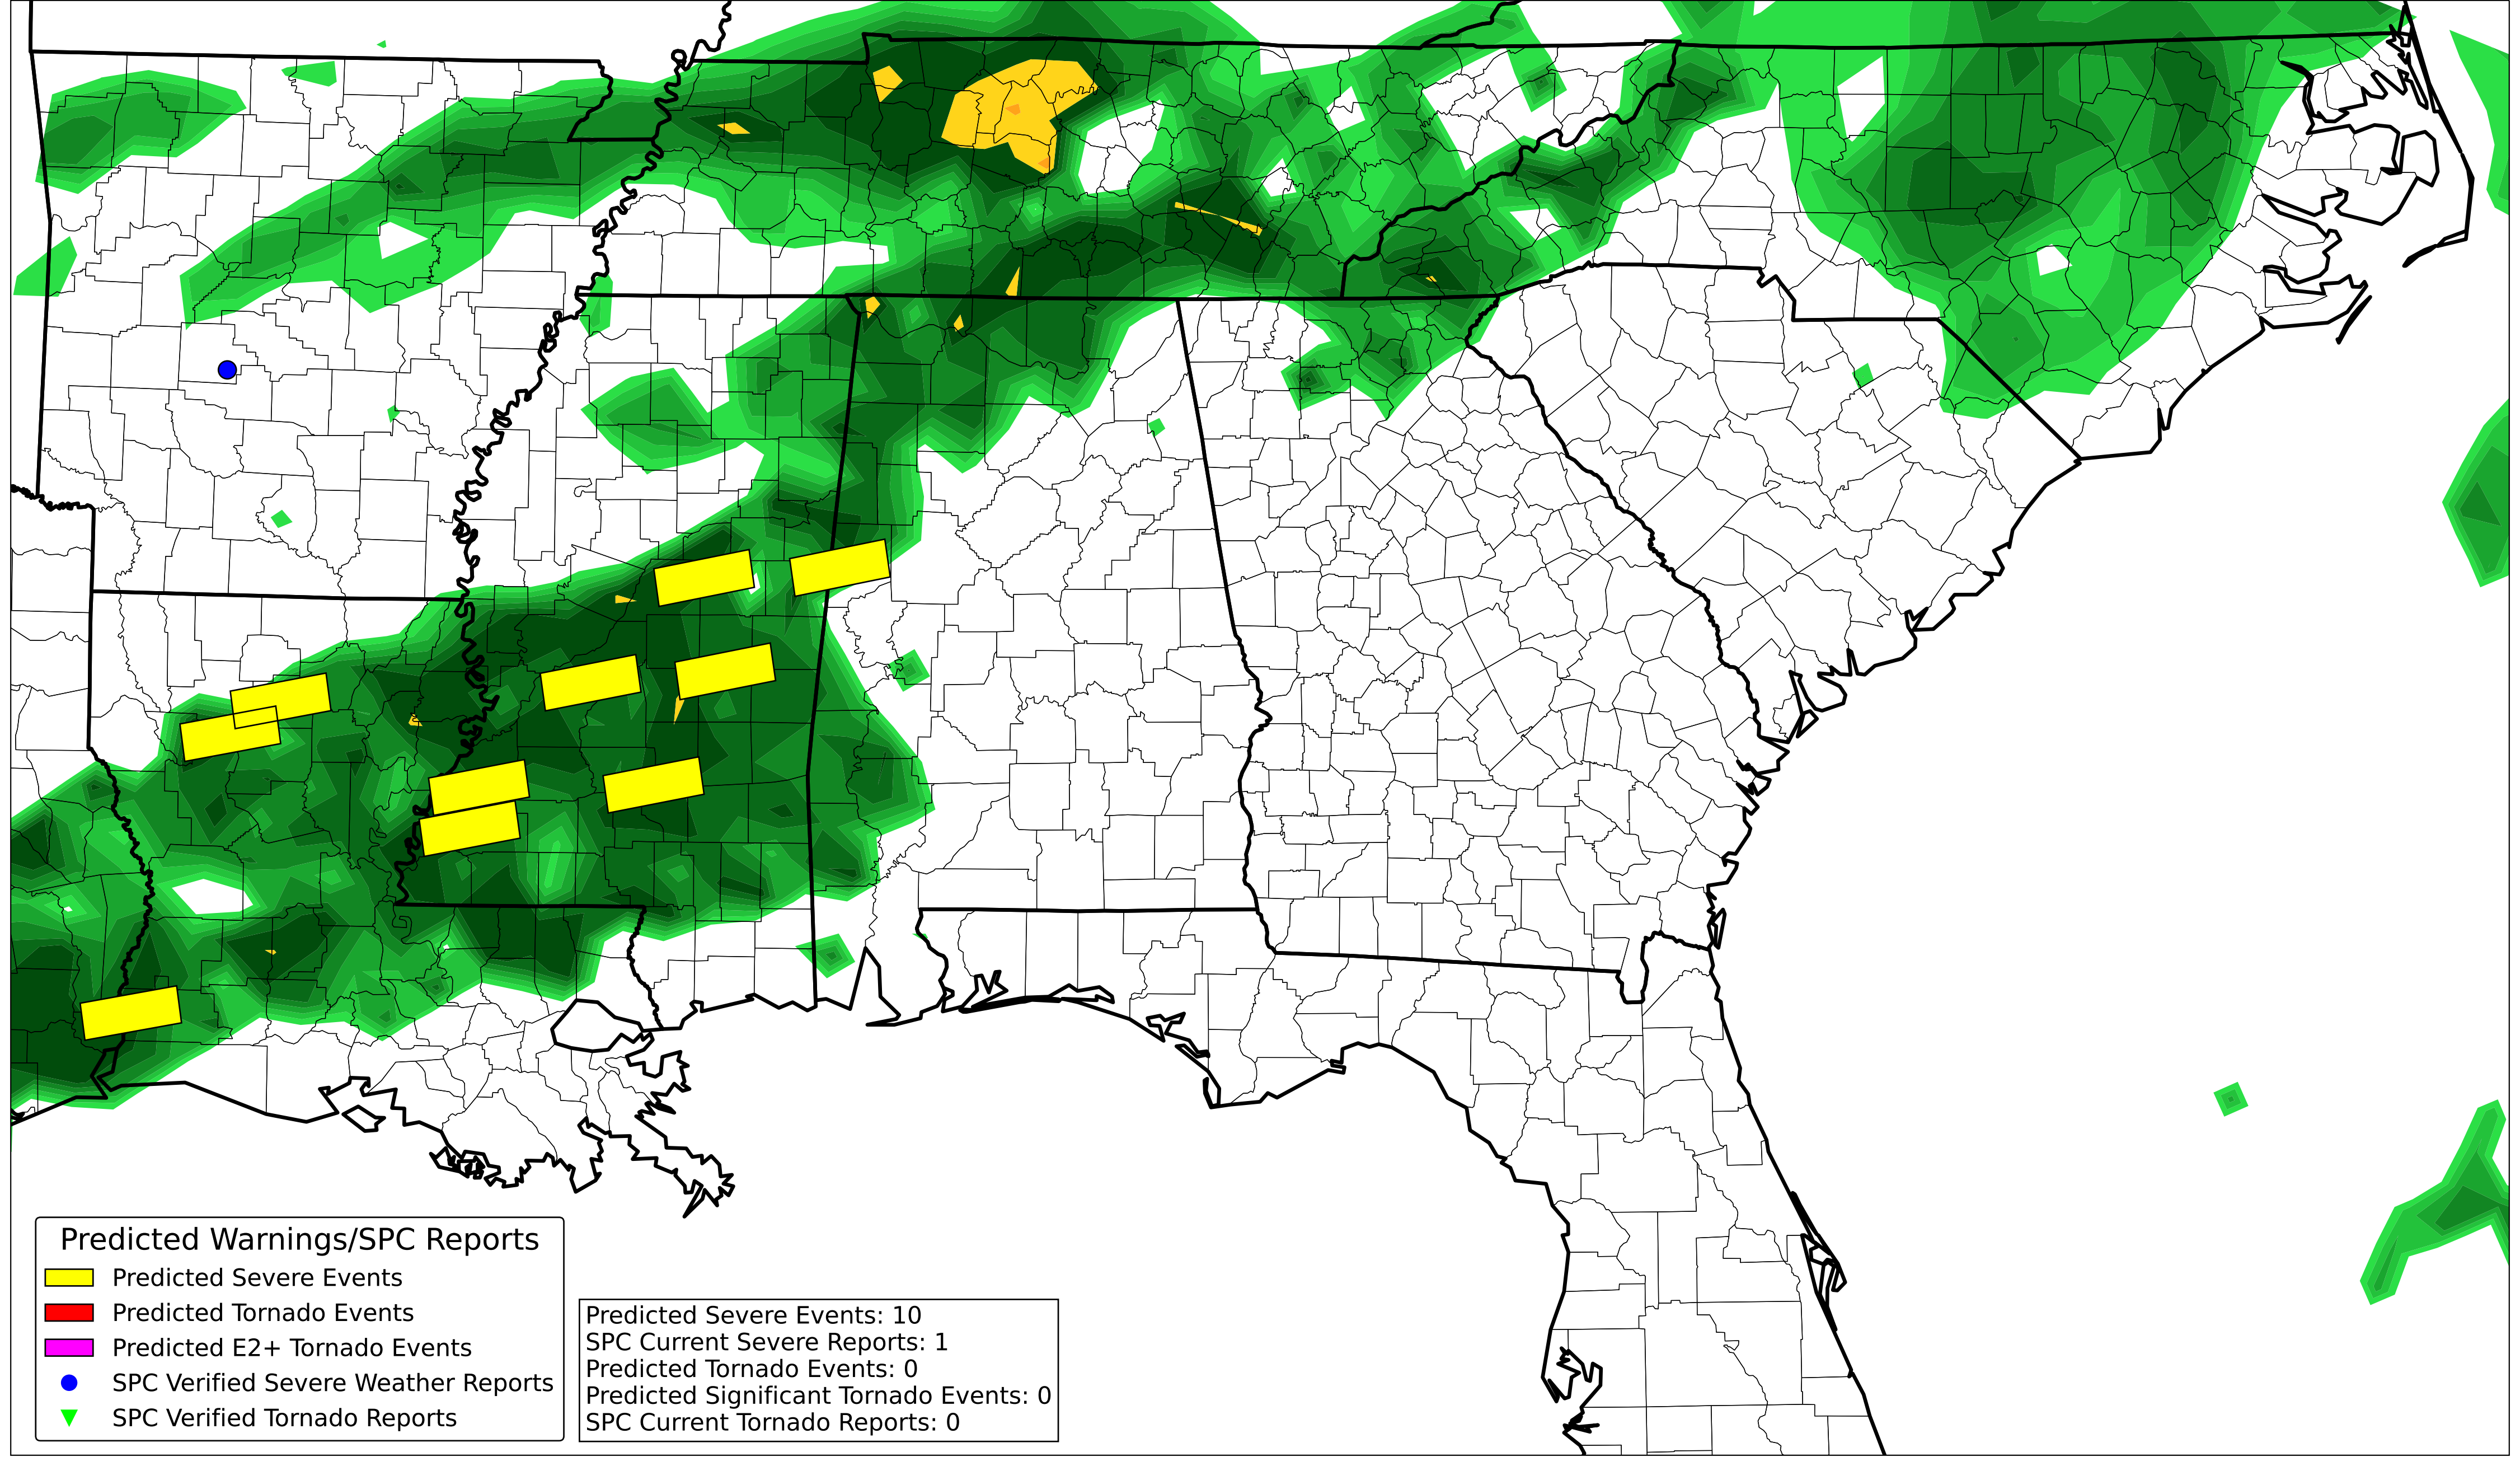 Predicted Warnings/SPC Reports
Predicted Severe Events
Predicted Tornado Events
Predicted E2+ Tornado Events
SPC Verified Severe Weather Reports
SPC Verified Tornado Reports
Predicted Severe Events: 10
SPC Current Severe Reports: 1
Predicted Tornado Events: 0
Predicted Significant Tornado Events: 0
SPC Current Tornado Reports: 0